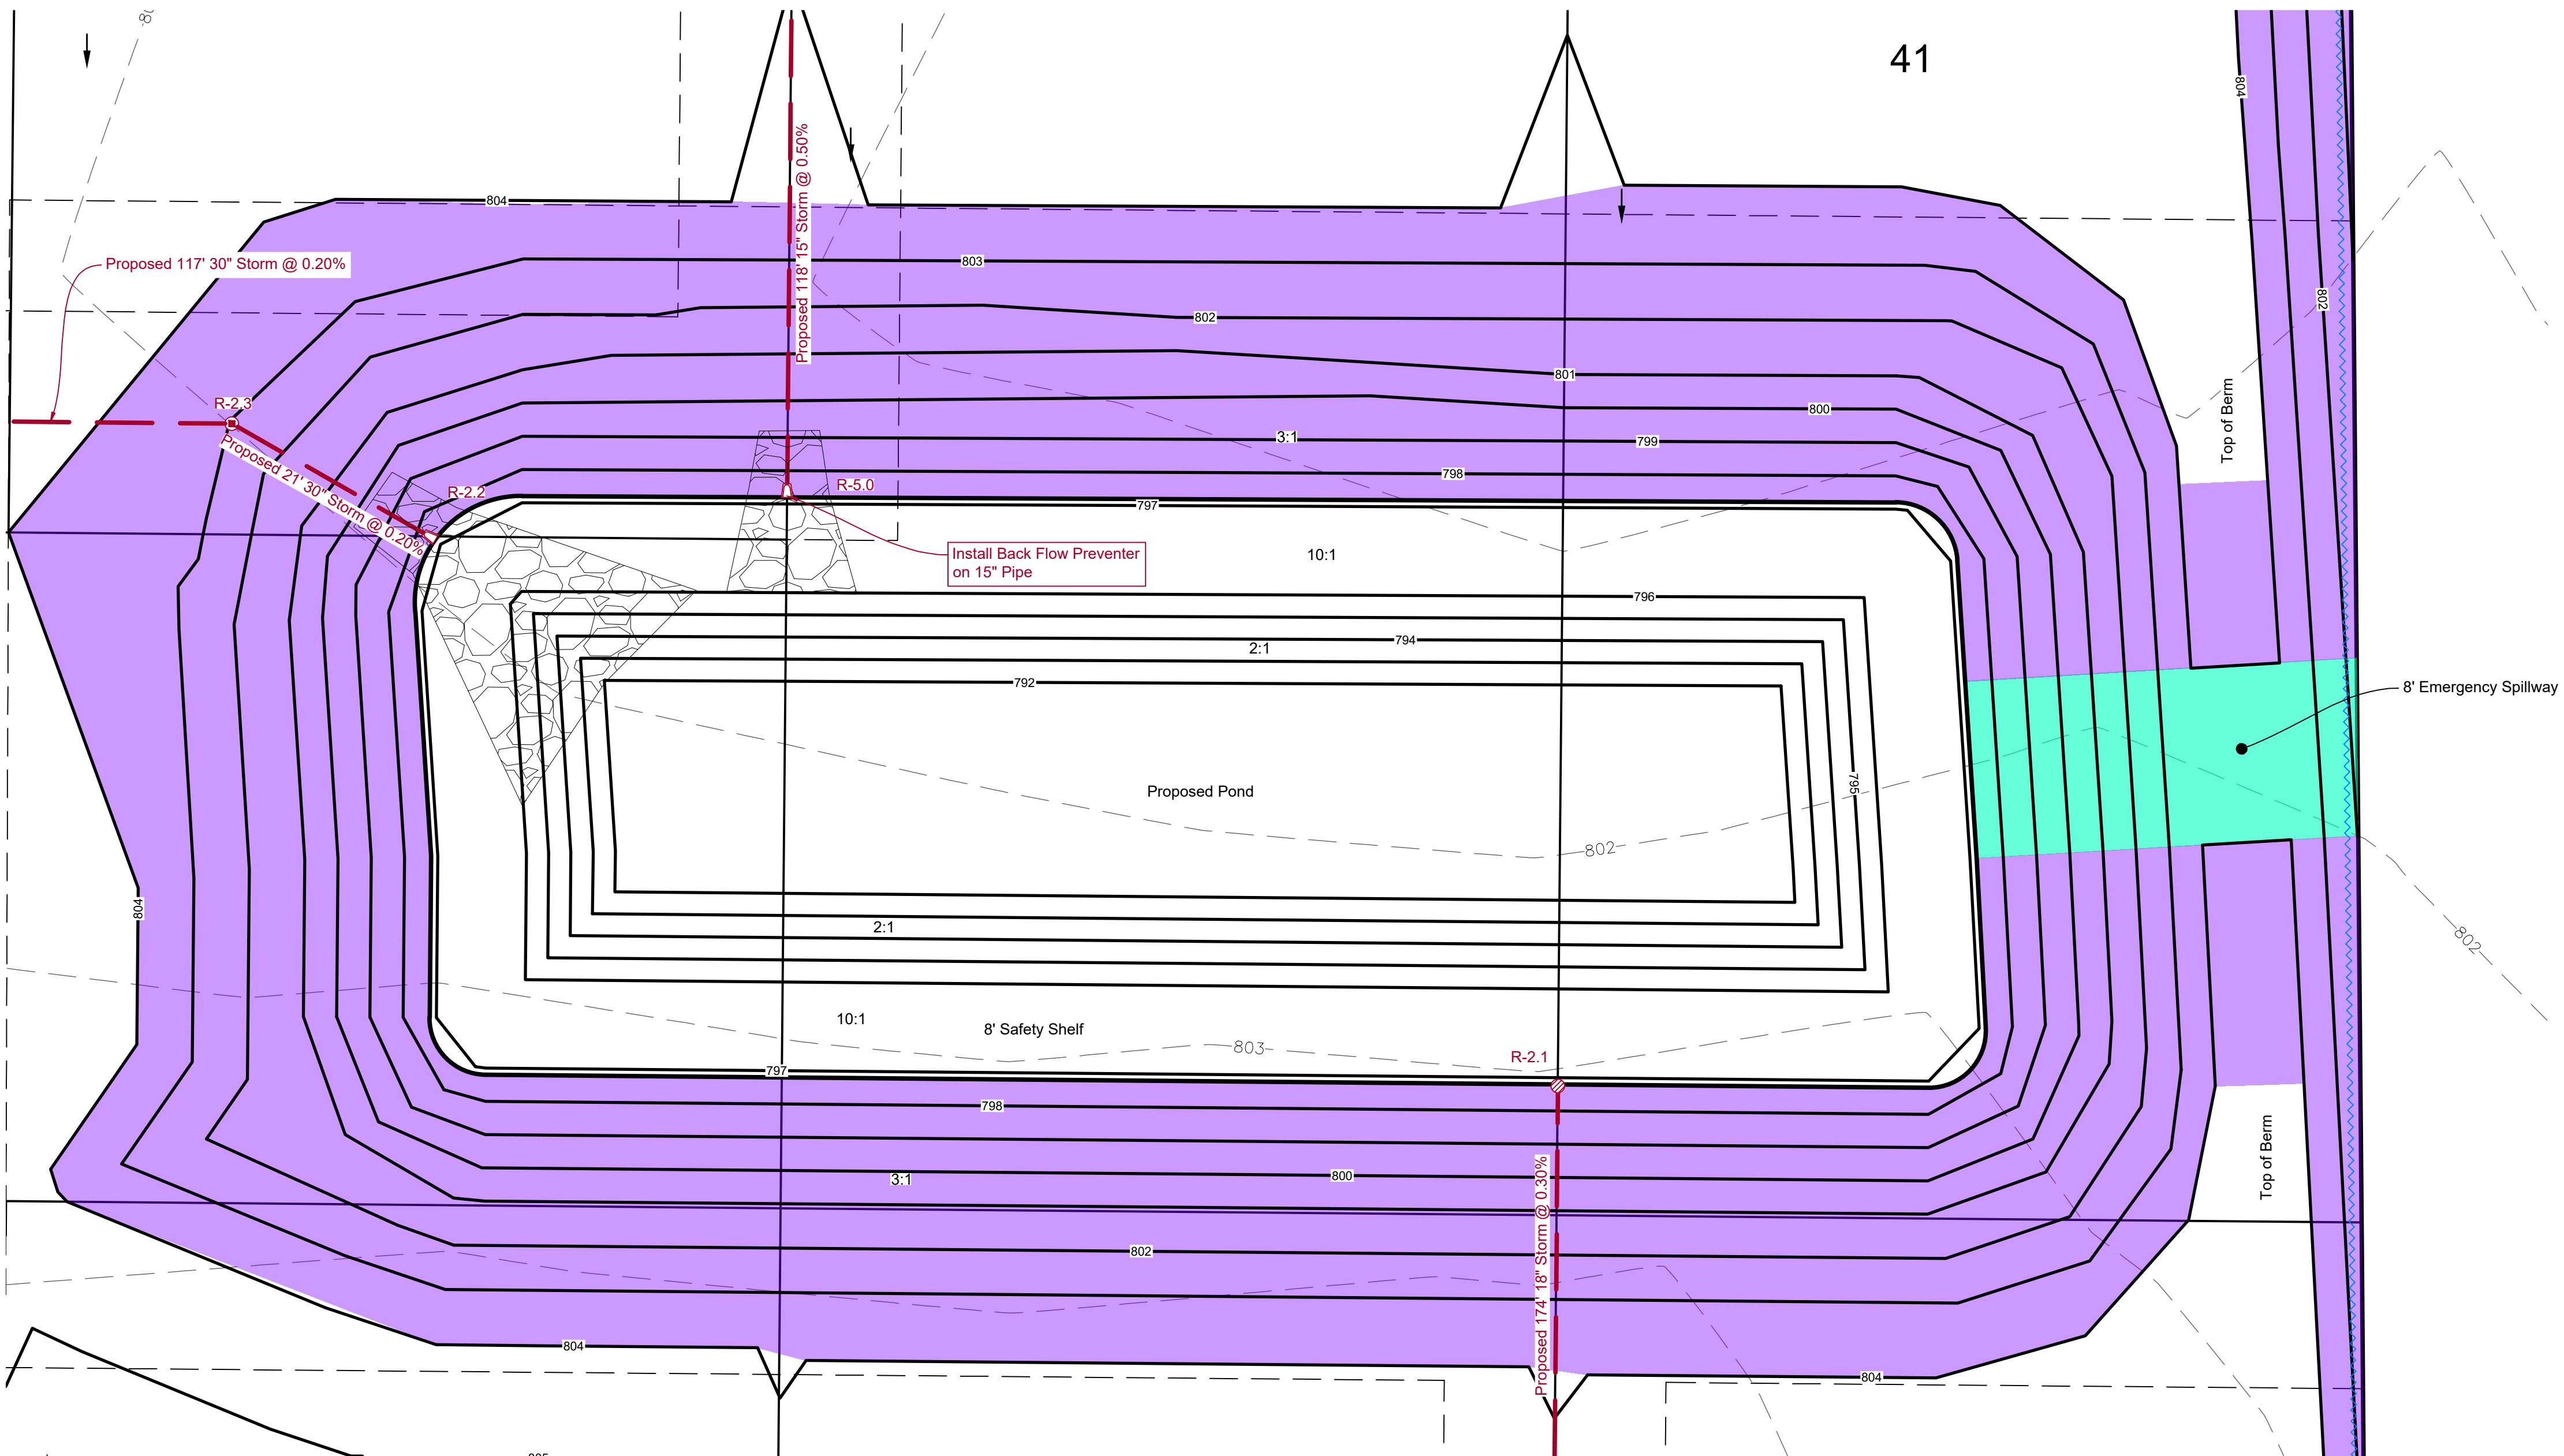 41
804
804
Proposed 118' 15" Storm @ 0.50%
803
Proposed 117' 30" Storm @ 0.20%
802
802
801
R-2.3
800
Top of Berm
3:1
799
Proposed 21' 30" Storm @ 0.20%
798
R-2.2
R-5.0
797
Install Back Flow Preventer
on 15" Pipe
10:1
796
794
2:1
792
8' Emergency Spillway
795
Proposed Pond
802
804
2:1
802
10:1
8' Safety Shelf
803
R-2.1
797
798
Top of Berm
800
3:1
Proposed 174' 18" Storm @ 0.30%
802
804
804